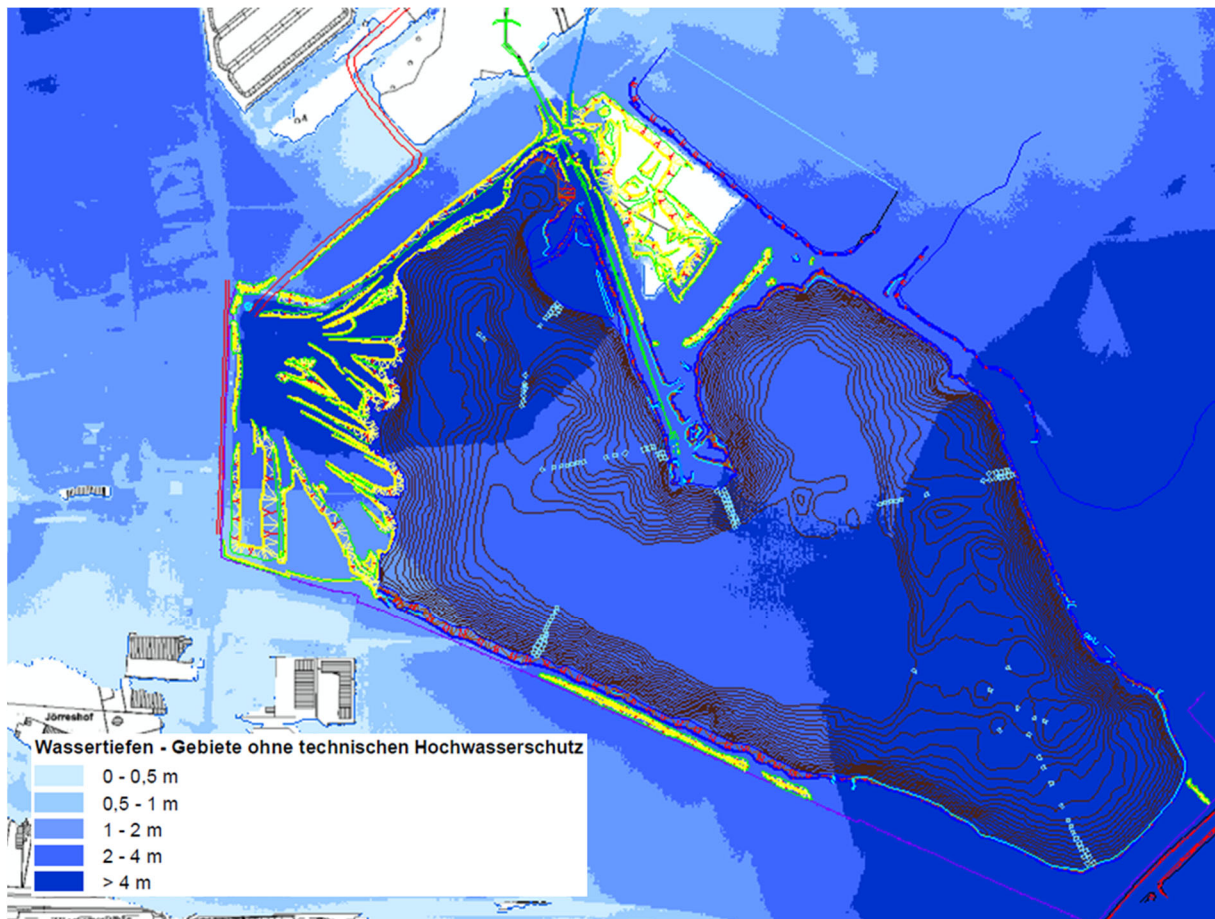 Jörreshof
Wassertiefen - Gebiete ohne technischen Hochwasserschutz
0 - 0,5 m
0,5 - 1 m
1 - 2 m
2 - 4 m
> 4 m